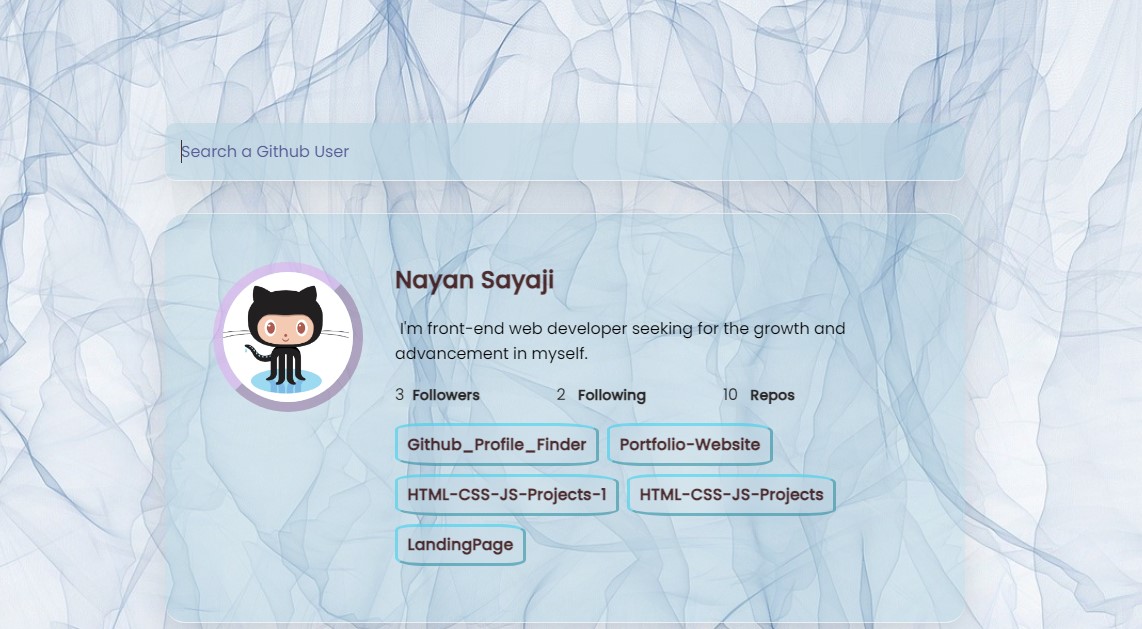 Search a Github User
Nayan Sayaji
I'm front-end web developer seeking for the growth and
advancement in myself.
3 Followers 2 Following 10 Repos
Github_Profile_Finder Portfolio-Website
HTML-CSS-JS-Projects-1 HTML-CSS-JS-Projects
LandingPage